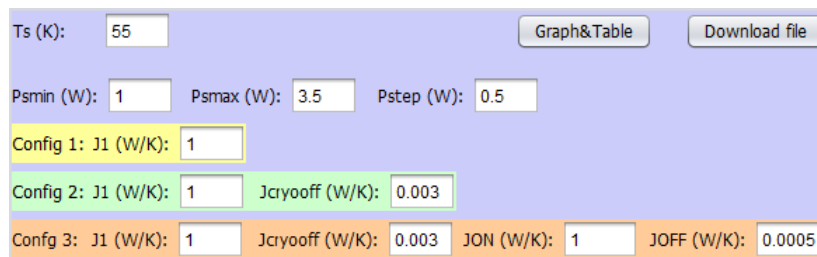 Ts (K): 55 Graph&Table Download file
Psmin (W): 1 Psmax (W): 3.5 Pstep (W): 0.5
Config 1: J1 (W/K): 1
Config 2: J1 (W/K): 1 Jcryooff (W/K): 0.003
Confg 3: J1 (W/K): 1 Jcryooff (W/K): 0.003 JON (W/K): 1 JOFF (W/K): 0.0005